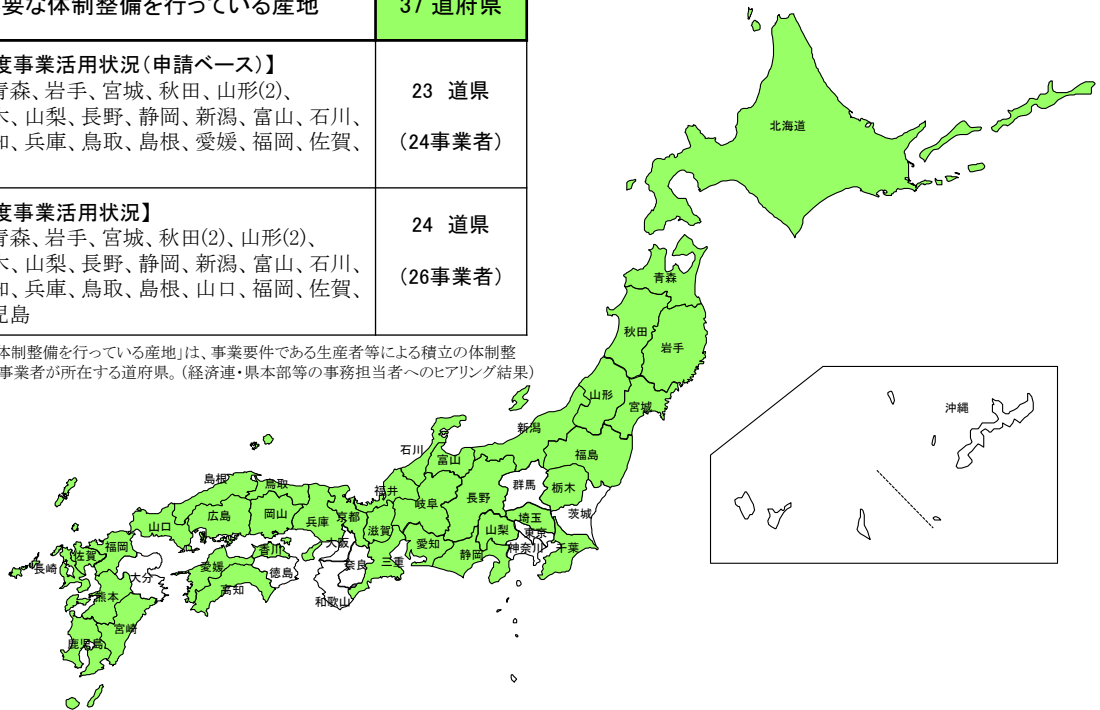 要な体制整備を行っている産地
37 道府県
度事業活用状況(申請ベース)】
青森、岩手、宮城、秋田、山形(2)、
木、山梨、長野、静岡、新潟、富山、石川、
知、兵庫、鳥取、島根、愛媛、福岡、佐賀、
23 道県
(24事業者)
度事業活用状況】
青森、岩手、宮城、秋田(2)、山形(2)、
木、山梨、長野、静岡、新潟、富山、石川、
知、兵庫、鳥取、島根、山口、福岡、佐賀、
児島
24 道県
(26事業者)
体制整備を行っている産地」は、事業要件である生産者等による積立の体制整
事業者が所在する道府県。(経済連・県本部等の事務担当者へのヒアリング結果)
北海道
青森
秋田
岩手
山形
宮城
新潟
福島
石川
富山
群馬
栃木
茨城
福井
岐阜
長野
埼玉
東京
山梨
神奈川
千葉
島根
鳥取
広島
岡山
兵庫
京都
滋賀
愛知
静岡
山口
大阪
奈良
三重
和歌山
香川
徳島
愛媛
高知
福岡
佐賀
長崎
大分
熊本
宮崎
鹿児島
沖縄